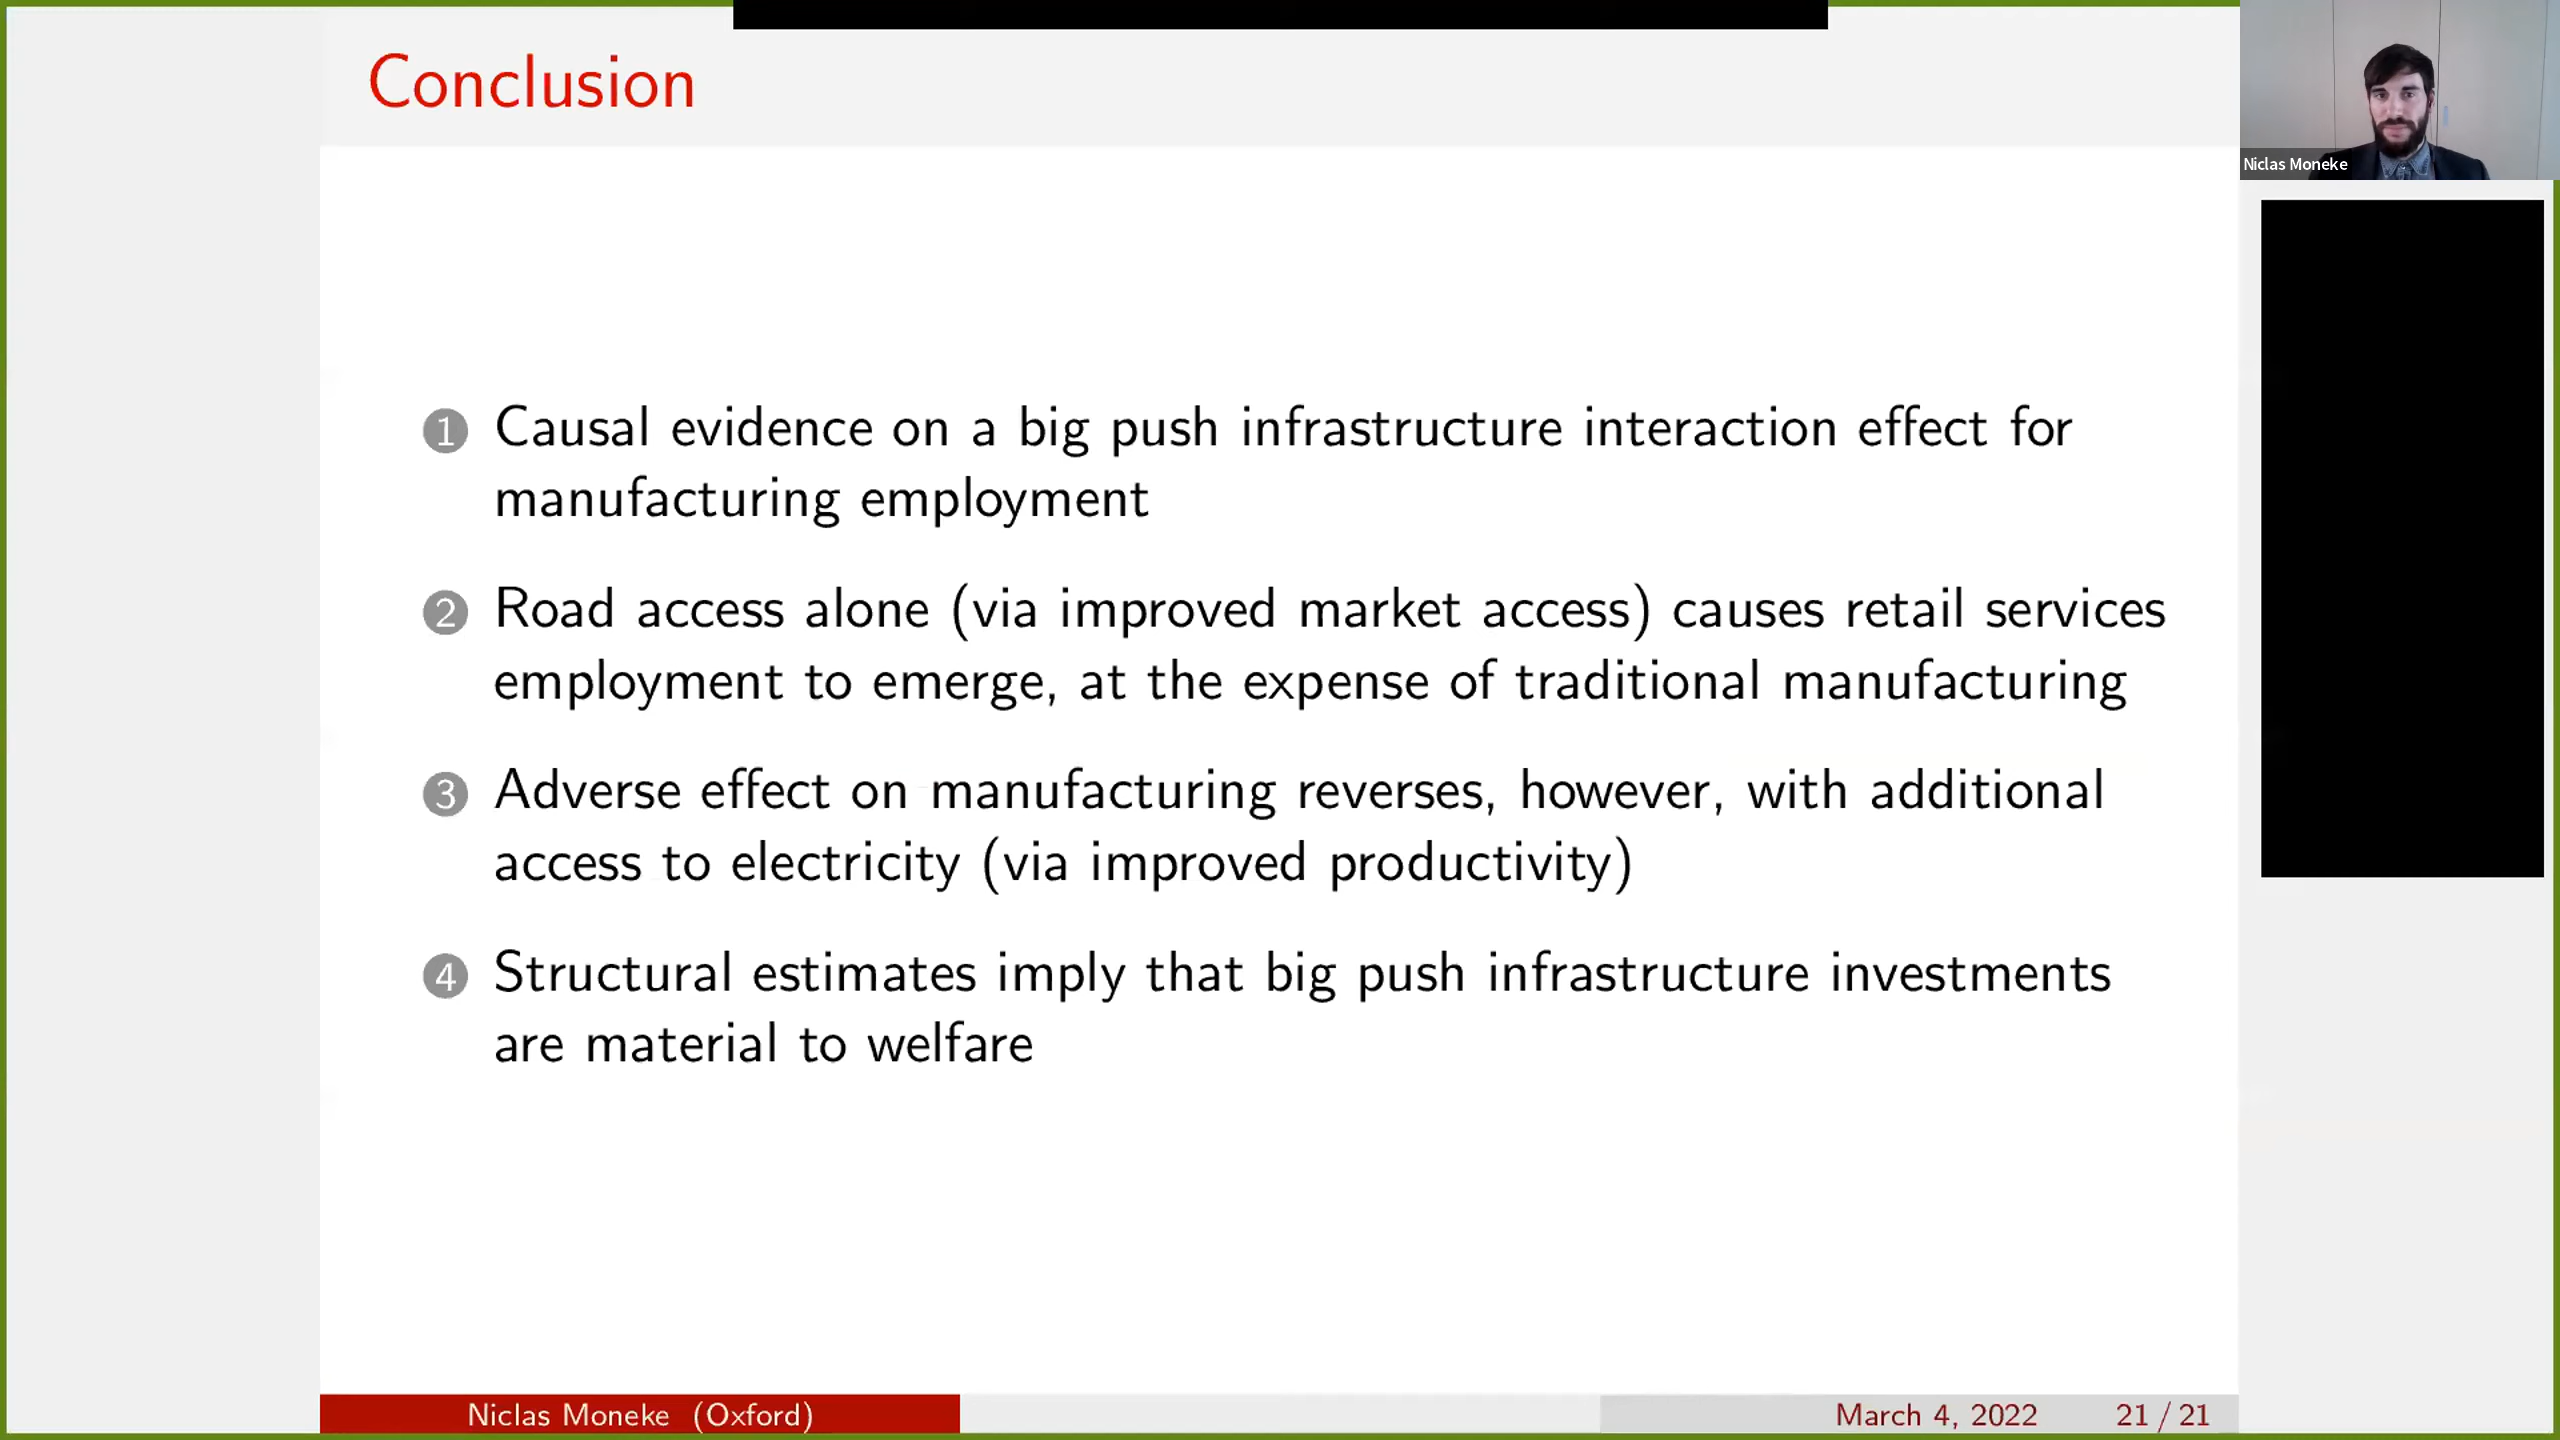 Conclusion
Niclas Moneke
1 Causal evidence on a big push infrastructure interaction effect for
manufacturing employment
2 Road access alone (via improved market access) causes retail services
employment to emerge, at the expense of traditional manufacturing
3 Adverse effect on manufacturing reverses, however, with additional
access to electricity (via improved productivity)
4 Structural estimates imply that big push infrastructure investments
are material to welfare
Niclas Moneke (Oxford) March 4, 2022 21 / 21